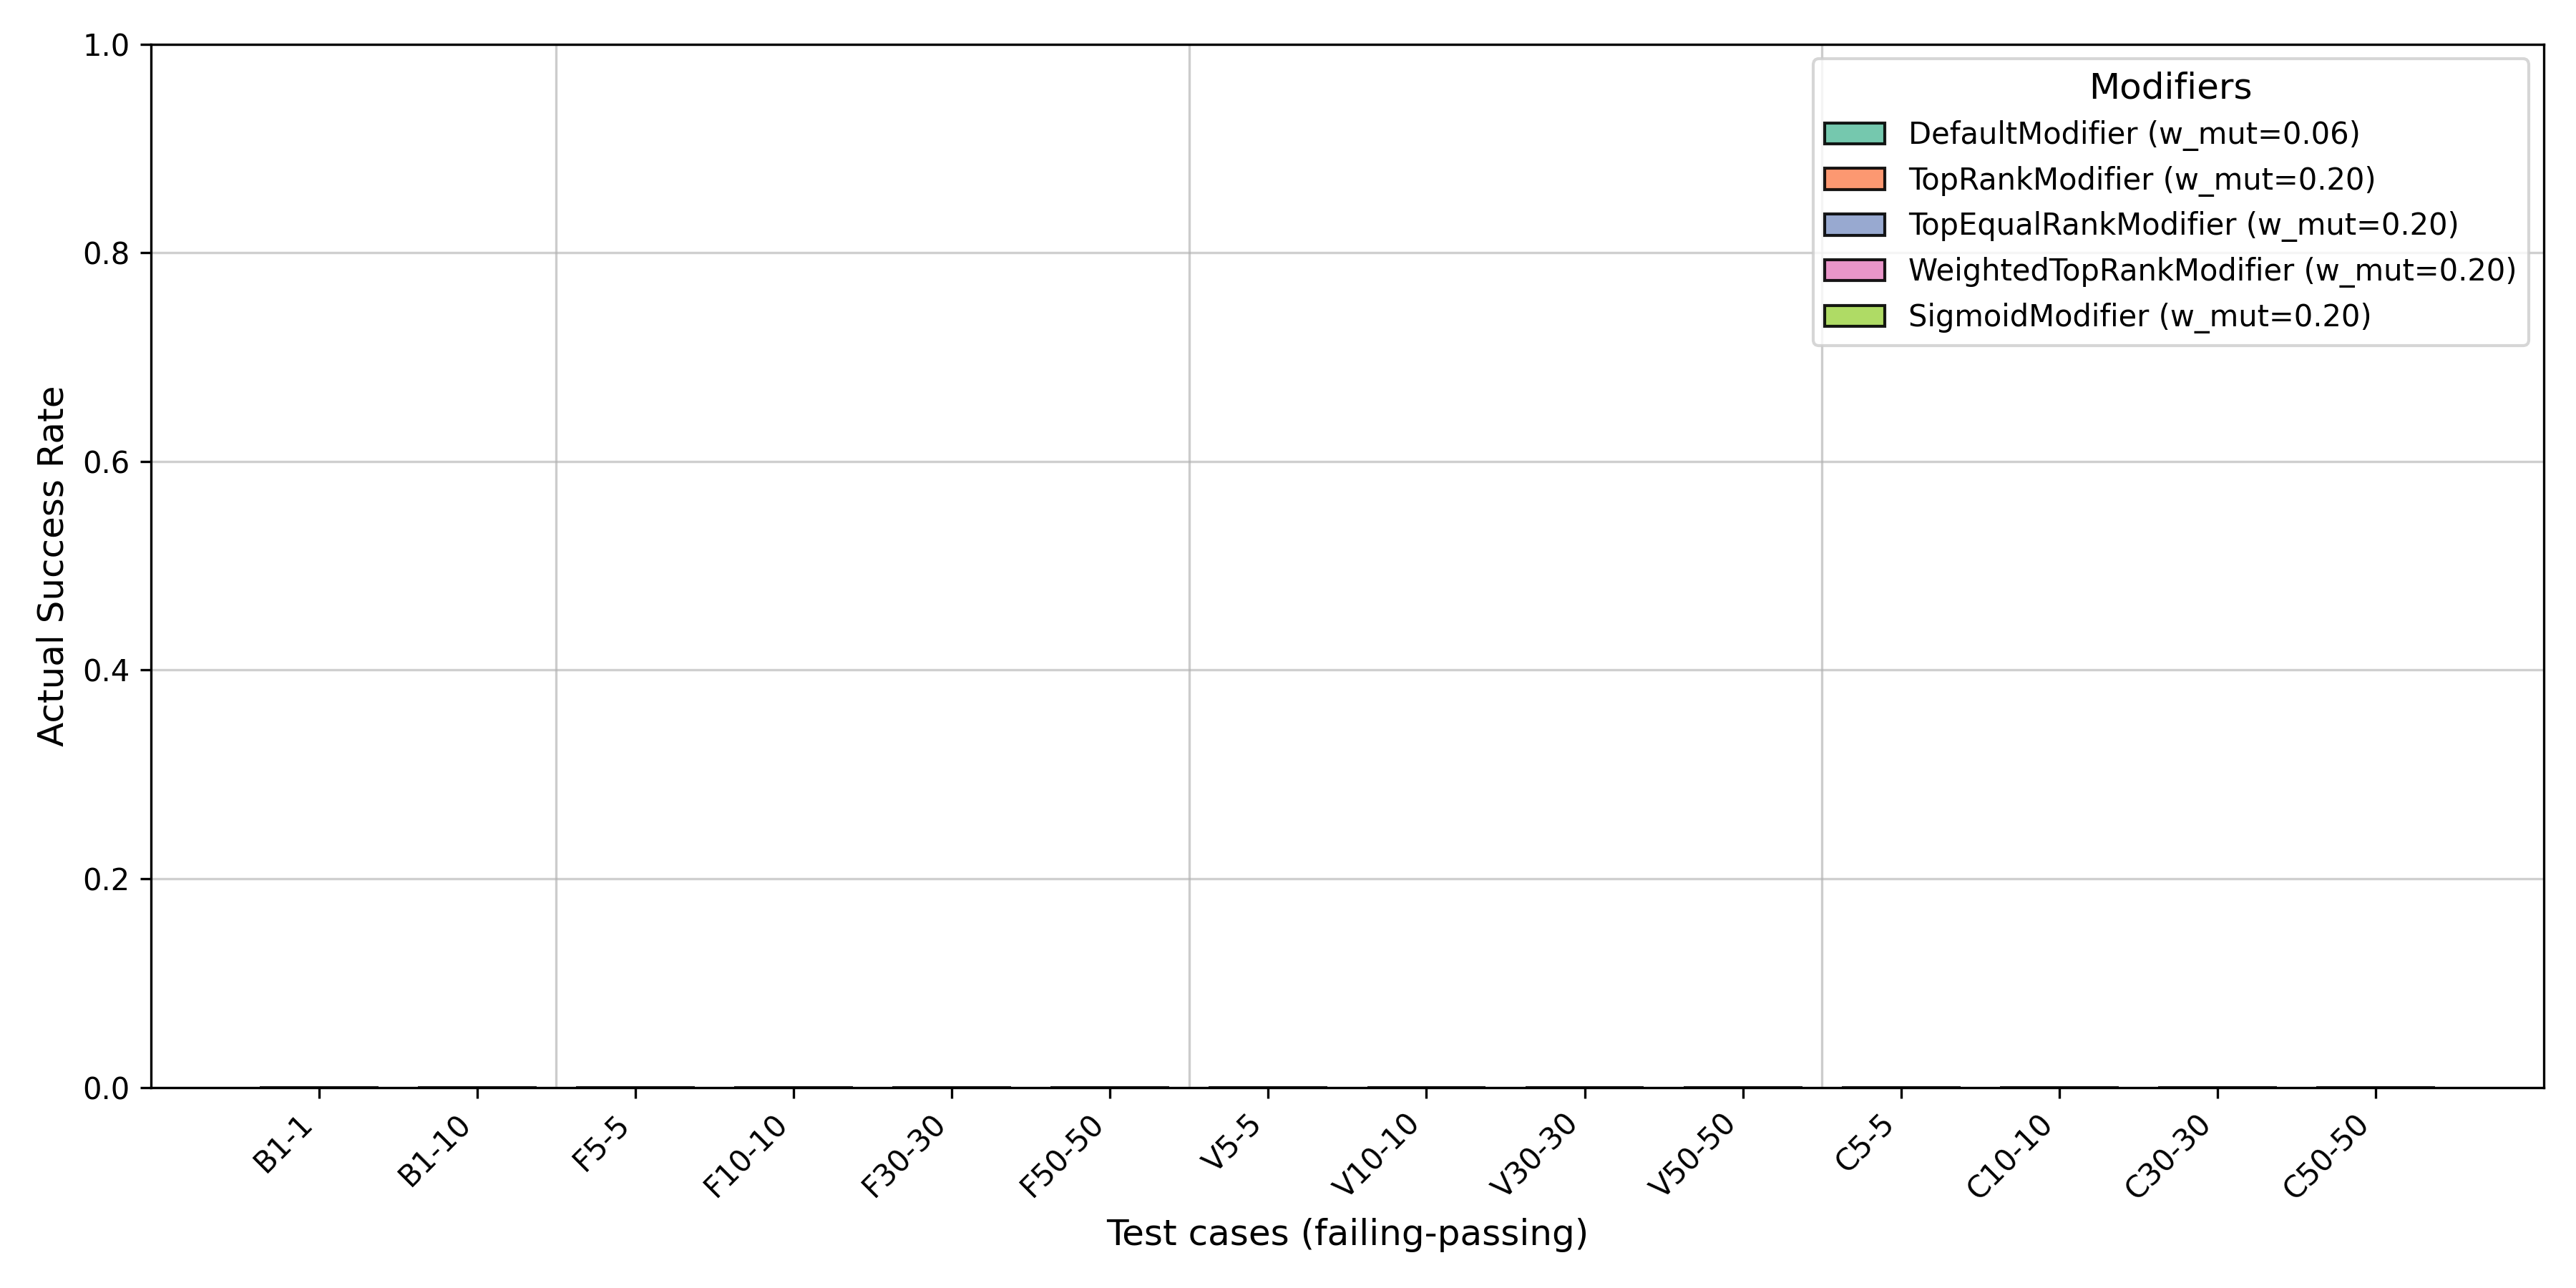 1.0
0.8
0.6
0.4
0.2
0.0
Actual Success Rate
Modifiers
DefaultModifier (w_mut=0.06)
TopRankModifier (w_mut=0.20)
TopEqualRankModifier (w_mut=0.20)
WeightedTopRankModifier (w_mut=0.20)
SigmoidModifier (w_mut=0.20)
B1-1
B1-10
F5-5
F10-10
F30-30
F50-50
V5-5
V10-10
V30-30
V50-50
C5-5
C10-10
C30-30
C50-50
Test cases (failing-passing)